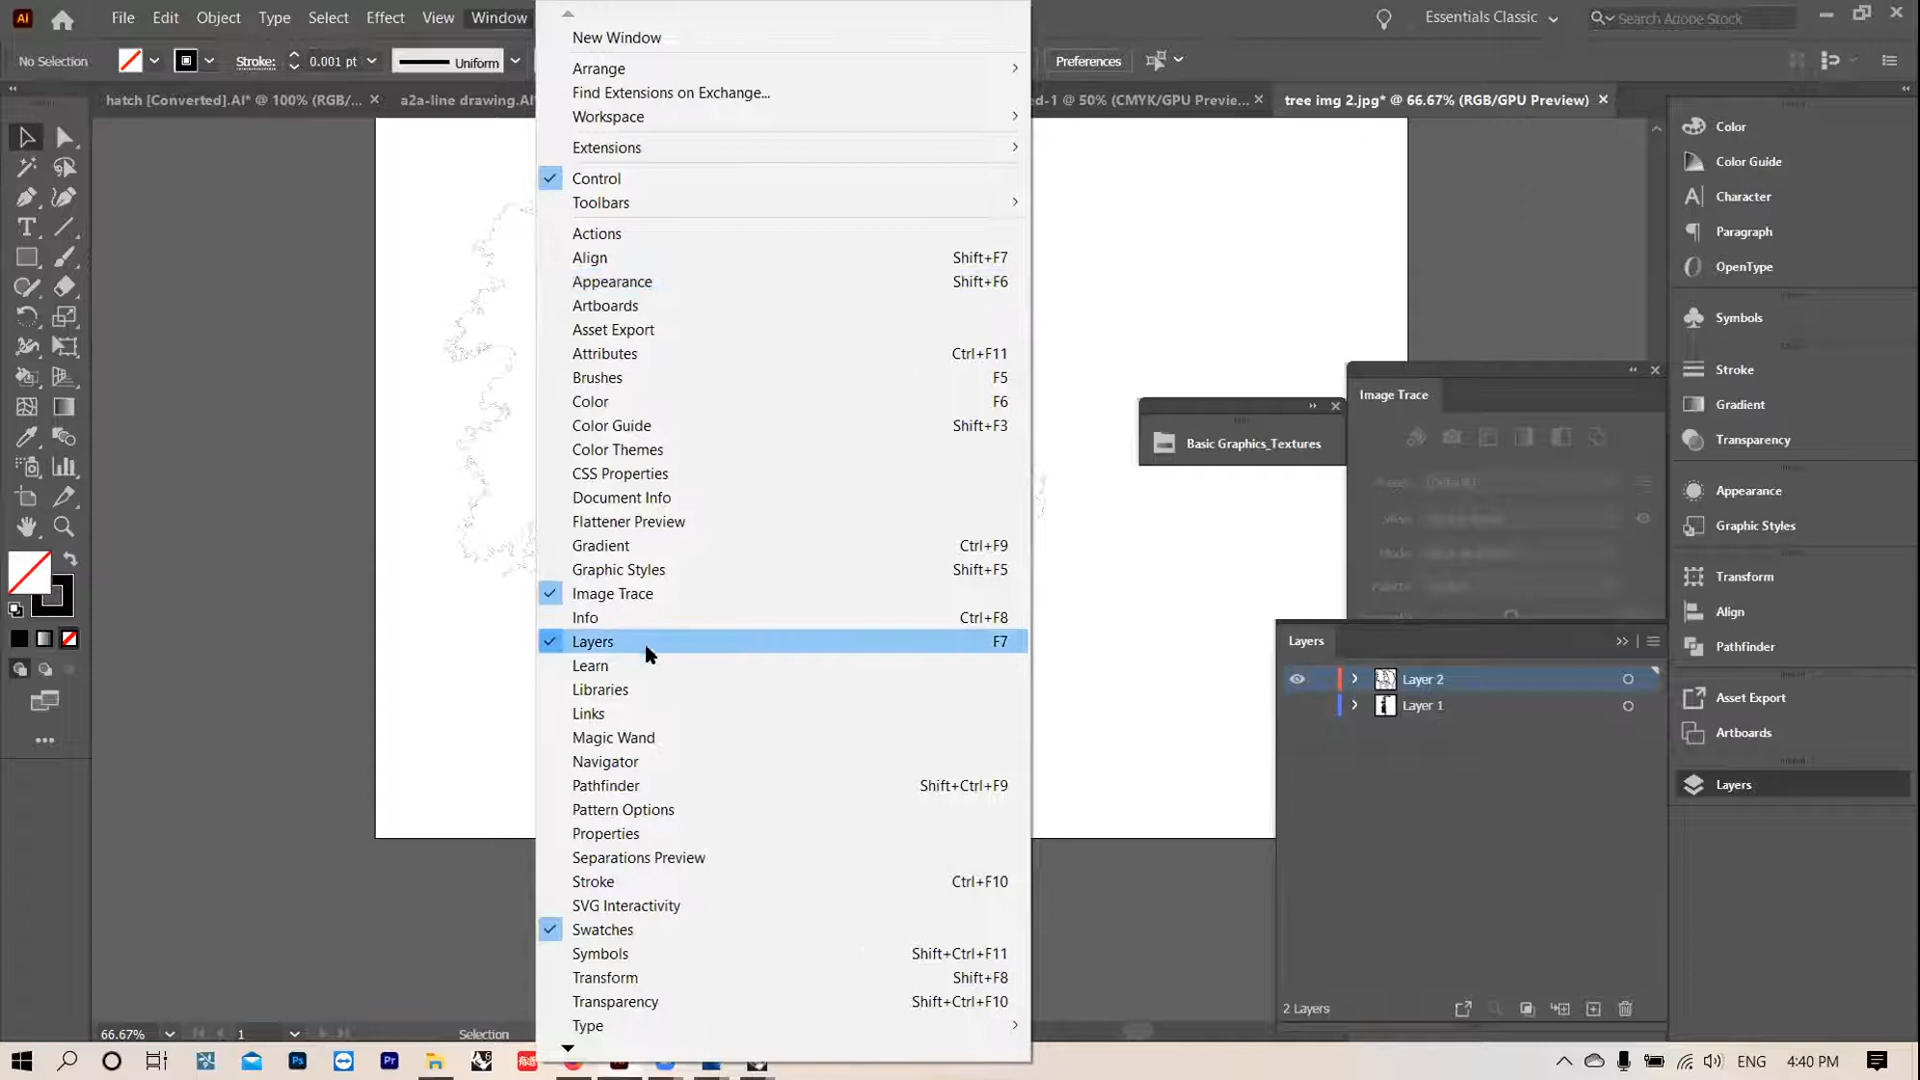 Ai File Edit Object Type Select Effect View Window
Essentials Classic
Search Adobe Stock
No Selection
Stroke:
0.001 pt
Uniform
Preferences
hatch [Converted].AI* @ 100% (RGB/...
a2a-line drawing.AI*
ed-1 @ 50% (CMYK/GPU Previe...
tree img 2.jpg* @ 66.67% (RGB/GPU Preview)
New Window
Arrange
Find Extensions on Exchange...
Workspace
Extensions
Control
Toolbars
Actions
Align Shift+F7
Appearance Shift+F6
Artboards
Asset Export
Attributes Ctrl+F11
Brushes F5
Color F6
Color Guide Shift+F3
Color Themes
CSS Properties
Document Info
Flattener Preview
Gradient Ctrl+F9
Graphic Styles Shift+F5
Image Trace
Info Ctrl+F8
Layers F7
Learn
Libraries
Links
Magic Wand
Navigator
Pathfinder Shift+Ctrl+F9
Pattern Options
Properties
Separations Preview
Stroke Ctrl+F10
SVG Interactivity
Swatches
Symbols Shift+Ctrl+F11
Transform Shift+F8
Transparency Shift+Ctrl+F10
Type
Basic Graphics_Textures
Image Trace
Layers
Layer 2
Layer 1
2 Layers
Color
Color Guide
Character
Paragraph
OpenType
Symbols
Stroke
Gradient
Transparency
Appearance
Graphic Styles
Transform
Align
Pathfinder
Asset Export
Artboards
Layers
66.67%
1
Selection
Ps
Pr
ENG
4:40 PM